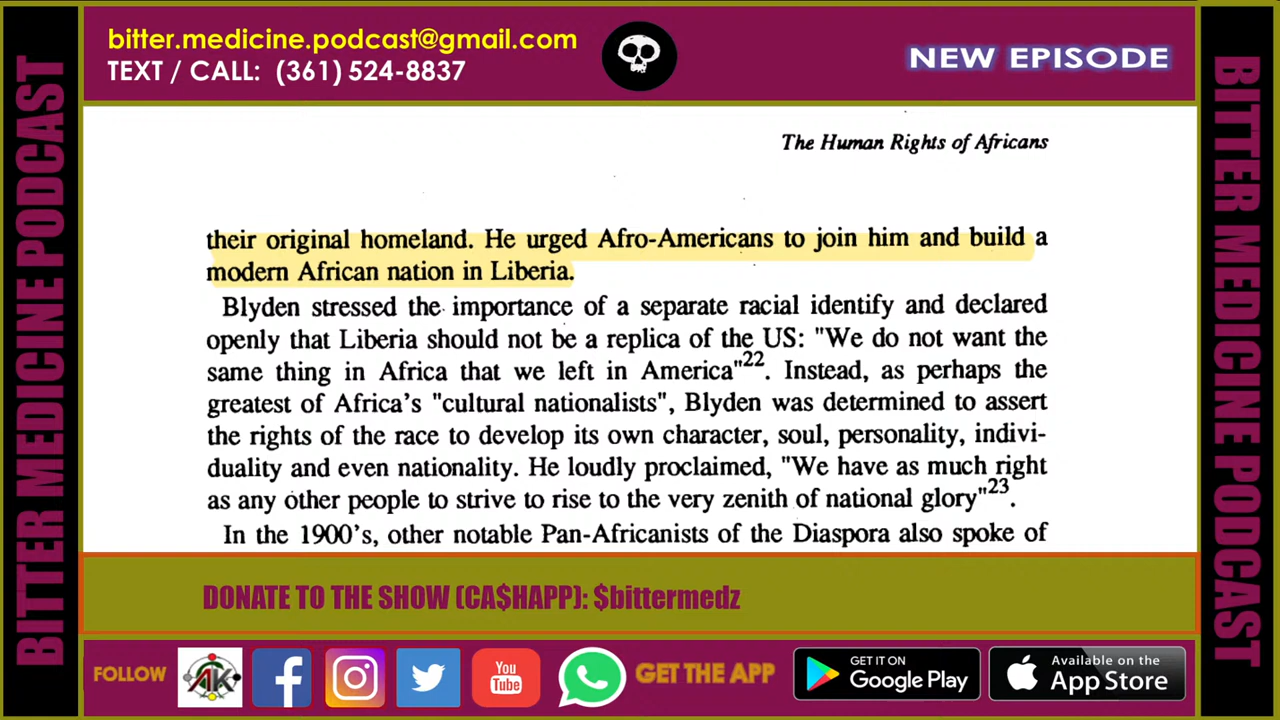 bitter.medicine.podcast@gmail.com
TEXT / CALL: (361) 524-8837
NEW EPISODE
BITTER MEDICINE PODCAST
The Human Rights of Africans
their original homeland. He urged Afro-Americans to join him and build a
modern African nation in Liberia.
Blyden stressed the importance of a separate racial identify and declared
openly that Liberia should not be a replica of the US: "We do not want the
same thing in Africa that we left in America"22. Instead, as perhaps the
greatest of Africa's "cultural nationalists", Blyden was determined to assert
the rights of the race to develop its own character, soul, personality, indivi-
duality and even nationality. He loudly proclaimed, "We have as much right
as any other people to strive to rise to the very zenith of national glory"23.
In the 1900's, other notable Pan-Africanists of the Diaspora also spoke of
BITTER MEDICINE PODCAST
DONATE TO THE SHOW (CA$HAPP): $bittermedz
FOLLOW
ATK
You
Tube
GET THE APP
GET IT ON
Google Play
Available on the
App Store